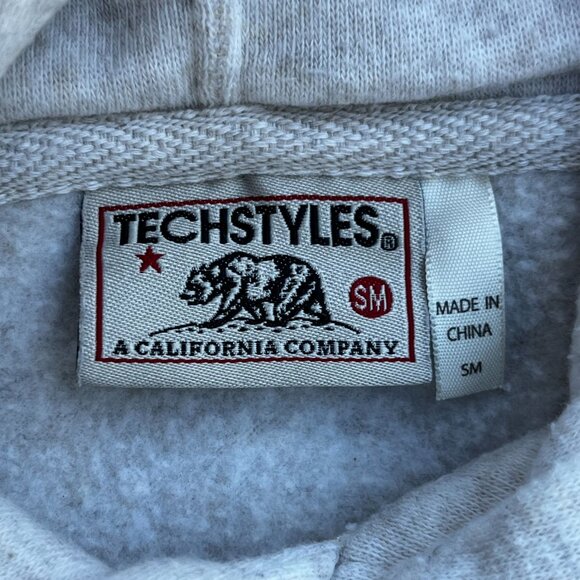 TECHSTYLES®
SM
A CALIFORNIA COMPANY
MADE IN
CHINA
SM